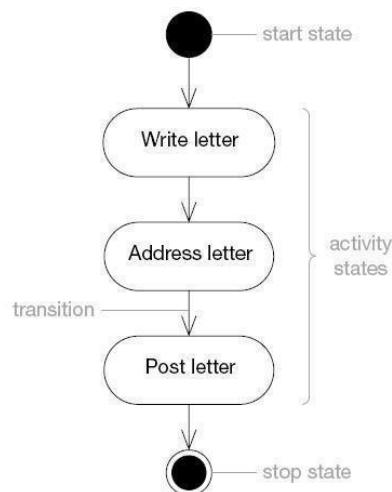 start state
Write letter
Address letter
activity
states
transition
Post letter
stop state